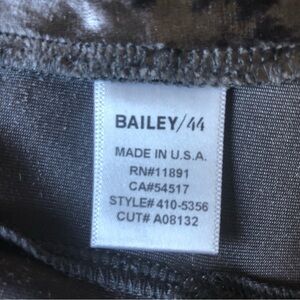 BAILEY/44
MADE IN U.S.A.
RN#11891
CA#54517
STYLE# 410-5356
CUT# A08132